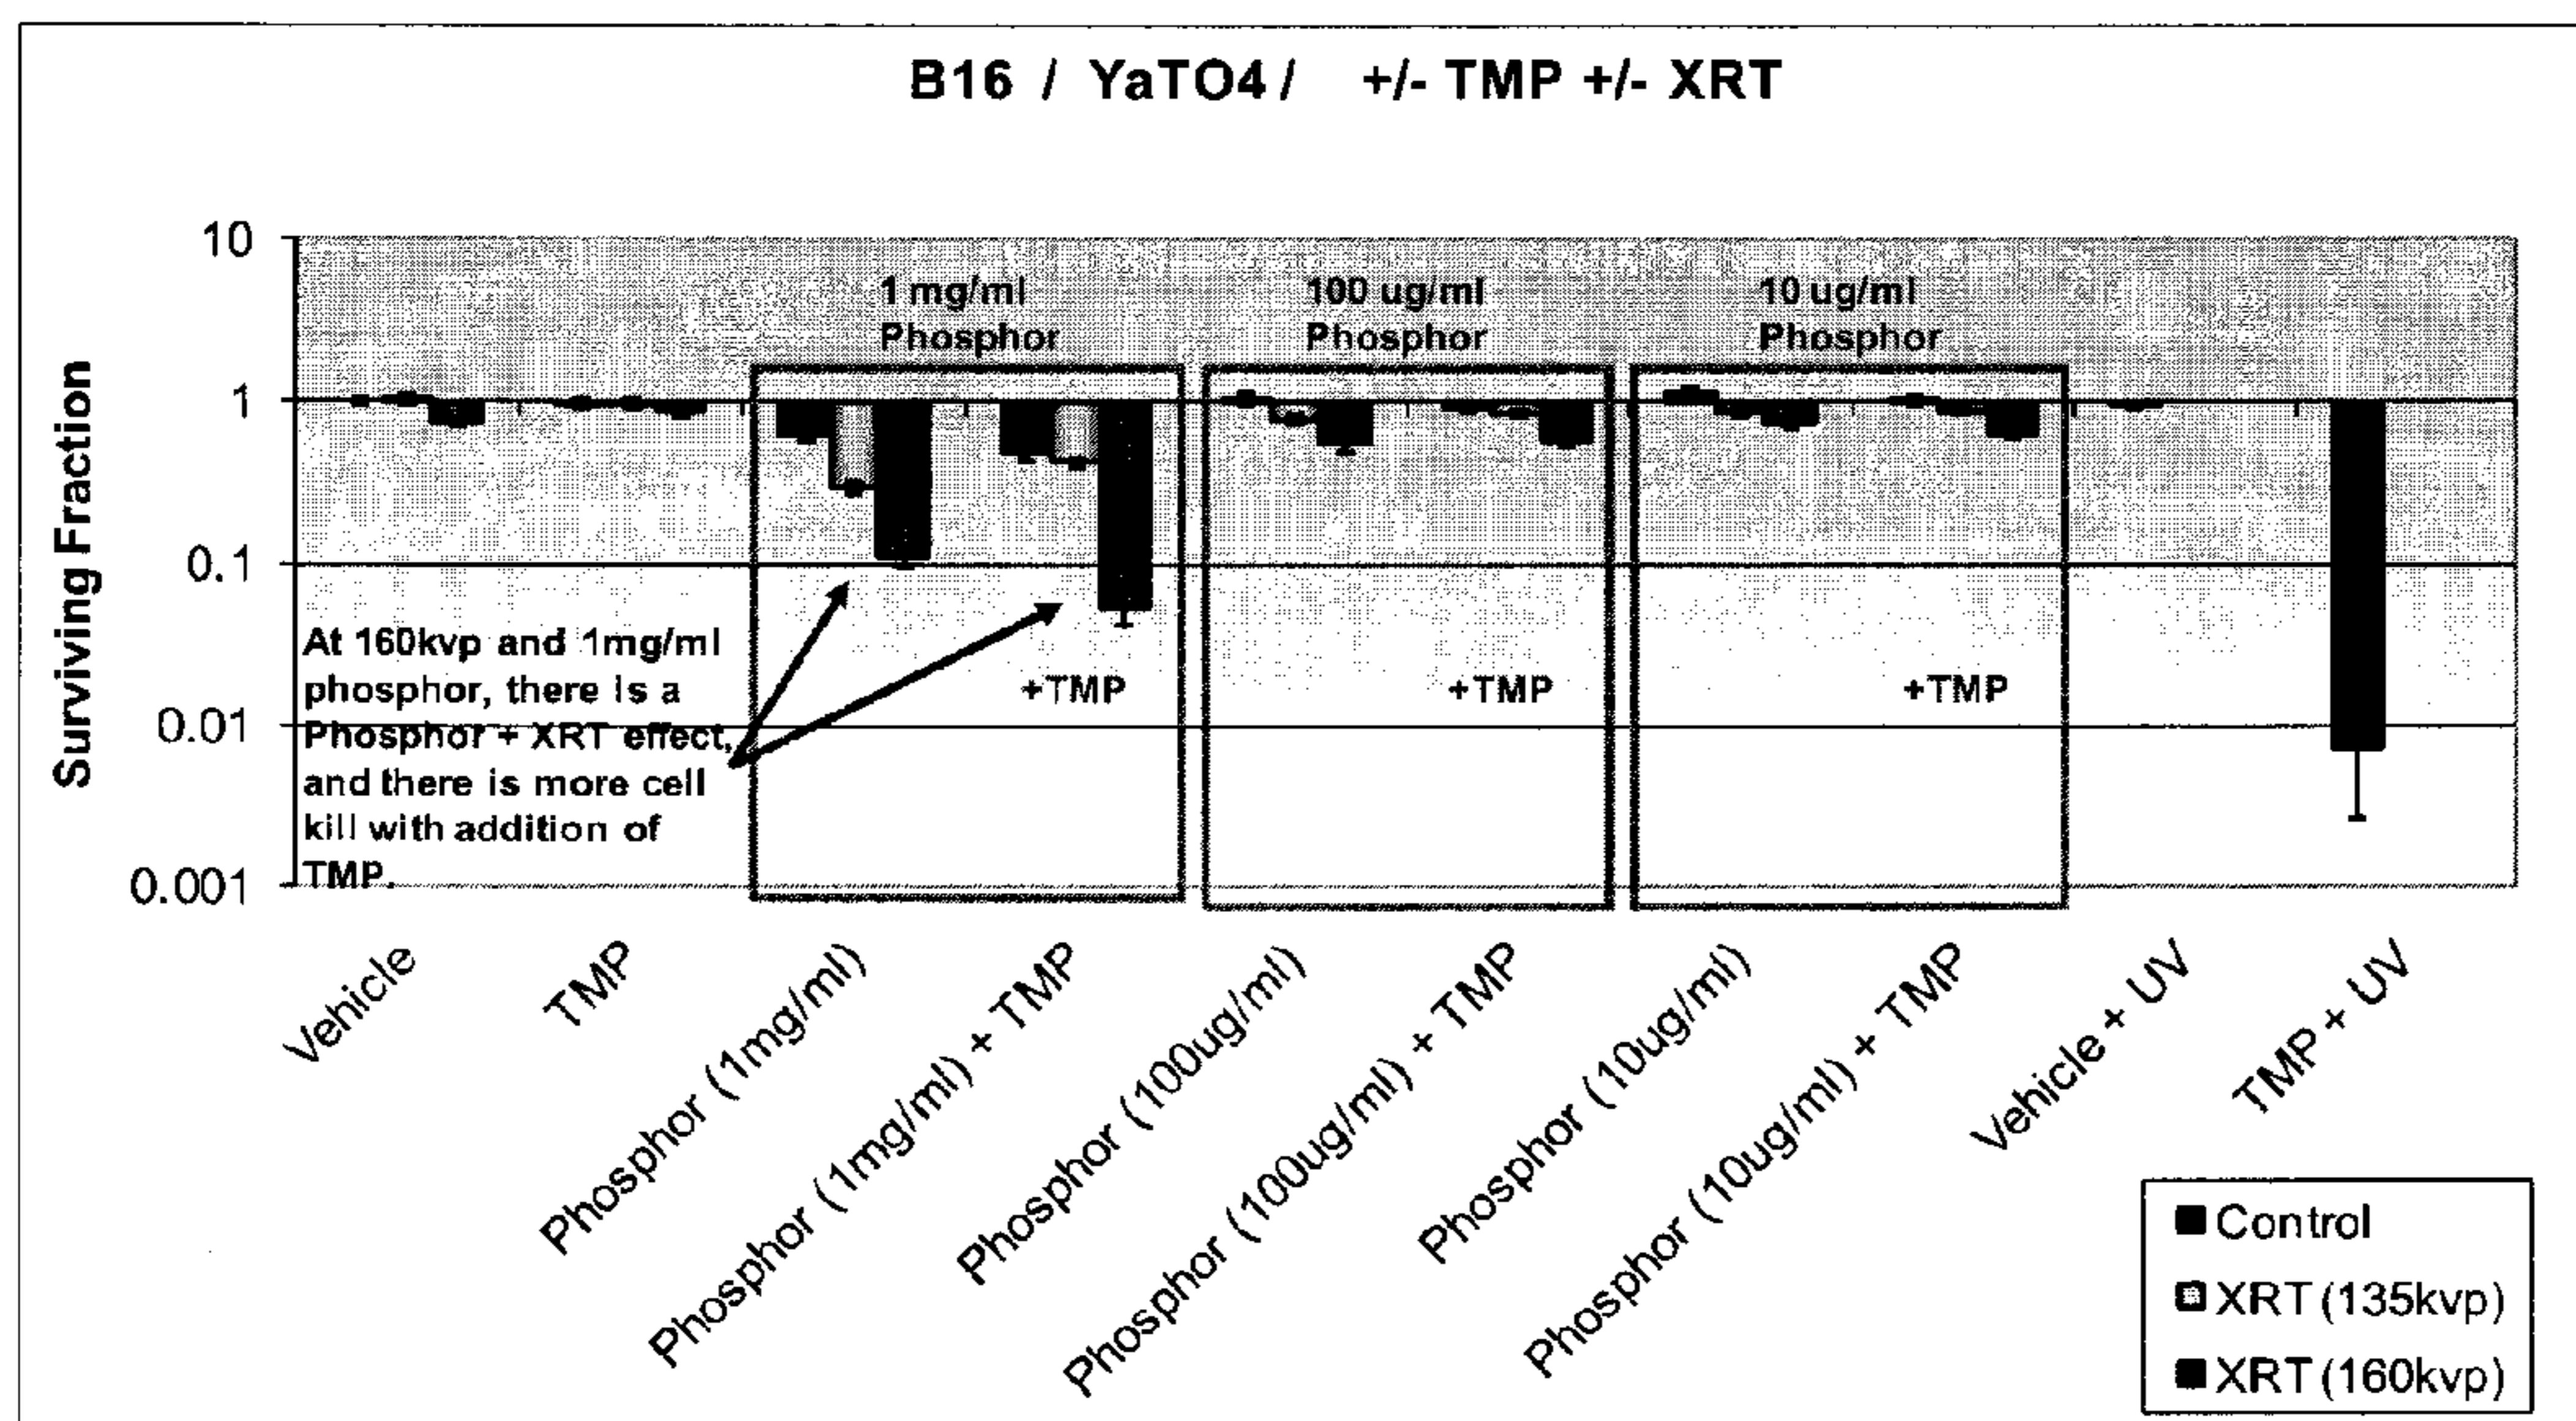 B16 / YaTO4 / +/- TMP +/- XRT
Surviving Fraction
10
1
0.1
0.01
0.001
1 mg/ml
Phosphor
100 ug/ml
Phosphor
10 ug/ml
Phosphor
At 160kvp and 1mg/ml
phosphor, there is a
Phosphor + XRT effect,
and there is more cell
kill with addition of
TMP.
+TMP
+TMP
+TMP
Vehicle
TMP
Phosphor (1mg/ml)
Phosphor (1mg/ml) + TMP
Phosphor (100ug/ml)
Phosphor (100ug/ml) + TMP
Phosphor (10ug/ml)
Phosphor (10ug/ml) + TMP
Vehicle + UV
TMP + UV
Control
XRT (135kvp)
XRT (160kvp)